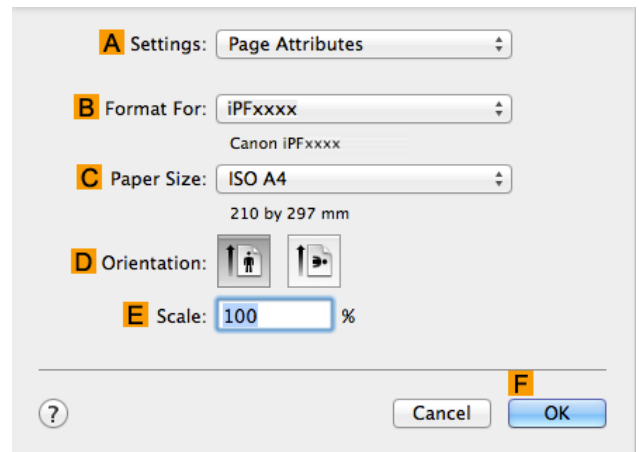 A Settings: Page Attributes
B Format For: iPFxxxx
Canon iPFxxxx
C Paper Size: ISO A4
210 by 297 mm
D Orientation:
E Scale: 100 %
F
? Cancel OK